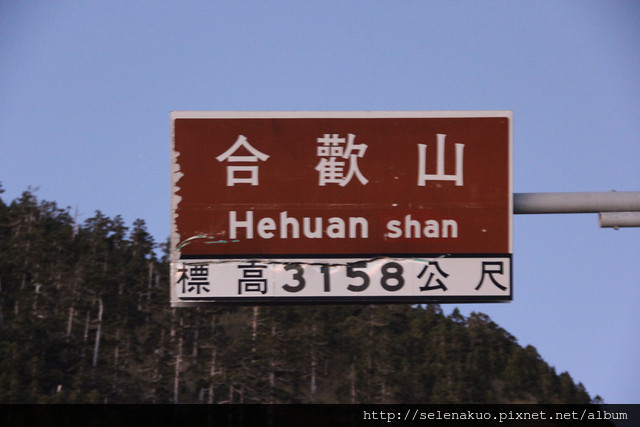 合歡山
Hehuan shan
標高3158公尺
http://selenakuo.pixnet.net/album